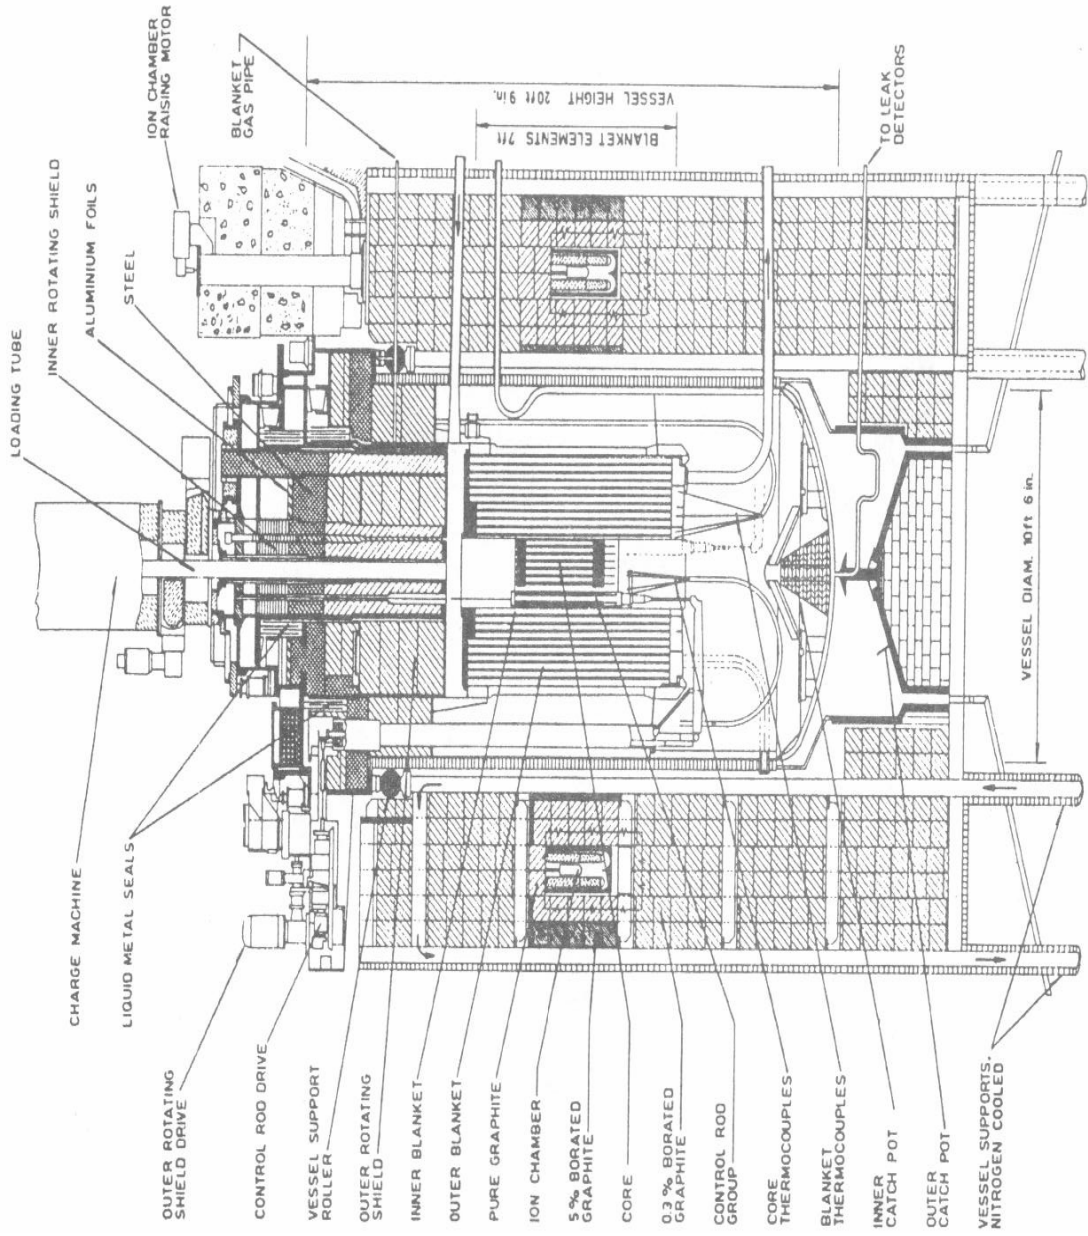 CHARGE MACHINE
LOADING TUBE
INNER ROTATING SHIELD
ALUMINIUM FOILS
STEEL
ION CHAMBER
RAISING MOTOR
BLANKET
GAS PIPE
LIQUID METAL SEALS
OUTER ROTATING
SHIELD DRIVE
CONTROL ROD DRIVE
VESSEL SUPPORT
ROLLER
OUTER ROTATING
SHIELD
INNER BLANKET
OUTER BLANKET
PURE GRAPHITE
ION CHAMBER
5% BORATED
GRAPHITE
CORE
0.3% BORATED
GRAPHITE
CONTROL ROD
GROUP
CORE
THERMOCOUPLES
BLANKET
THERMOCOUPLES
INNER
CATCH POT
OUTER
CATCH POT
VESSEL SUPPORTS.
NITROGEN COOLED
VESSEL HEIGHT 20ft 9in.
BLANKET ELEMENTS 7ft
TO LEAK
DETECTORS
VESSEL DIAM. 10ft 6in.